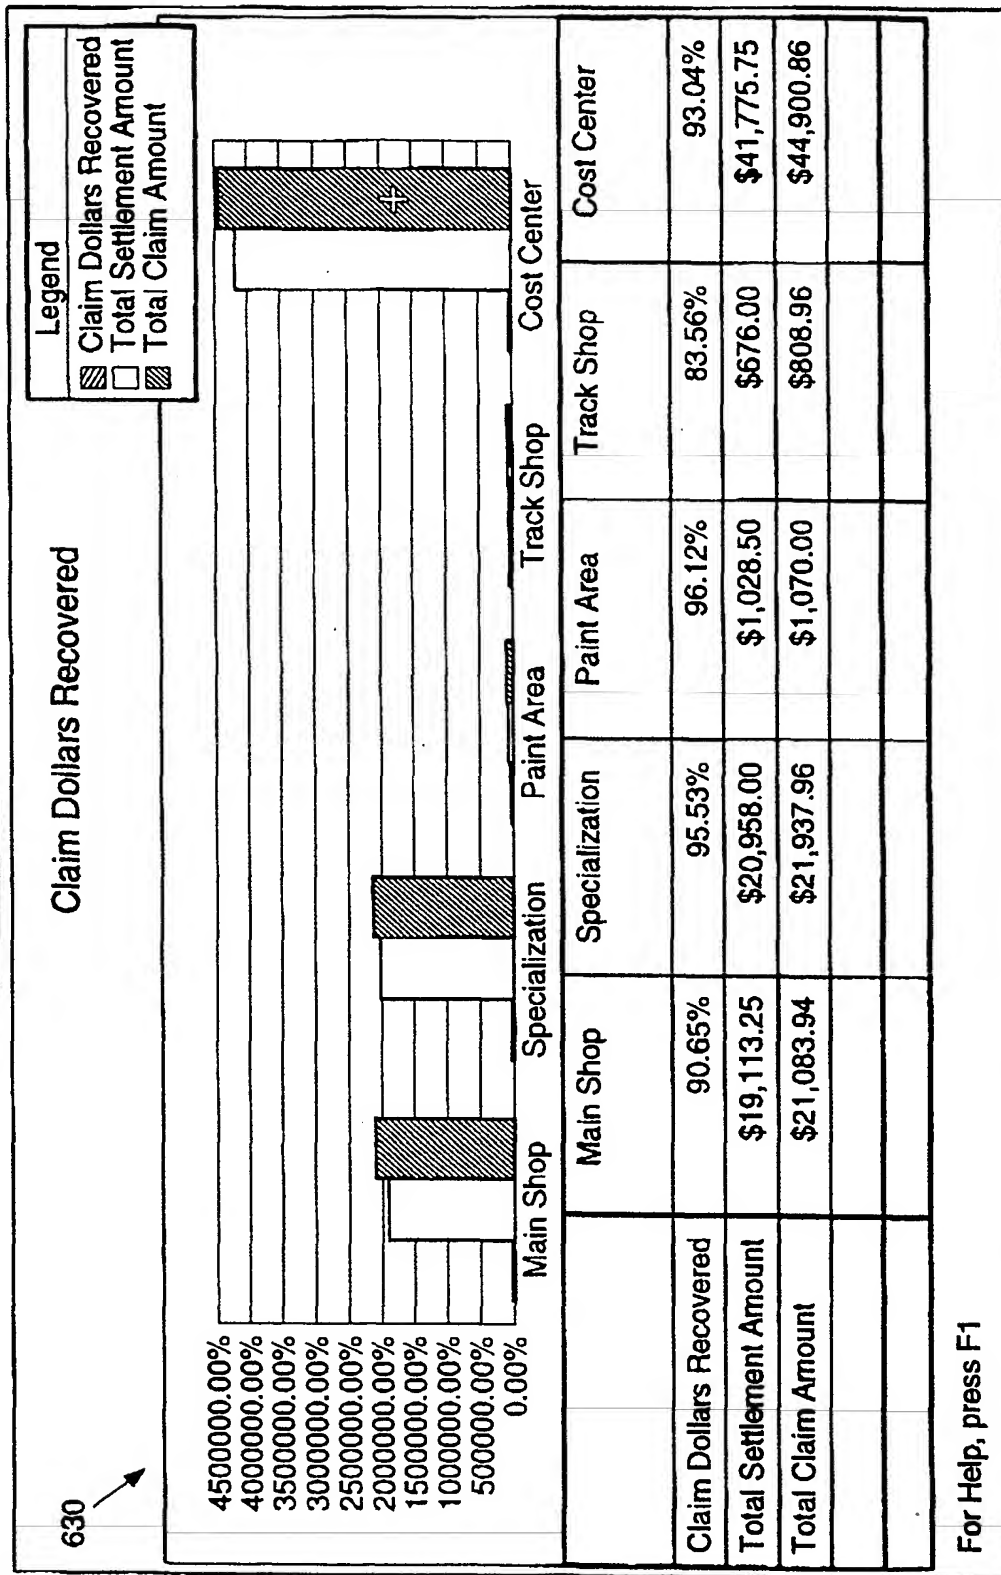 630
Claim Dollars Recovered
Legend
Claim Dollars Recovered
Total Settlement Amount
Total Claim Amount
4500000.00%
4000000.00%
3500000.00%
3000000.00%
2500000.00%
2000000.00%
1500000.00%
1000000.00%
500000.00%
0.00%
Main Shop Specialization Paint Area Track Shop Cost Center
Main Shop Specialization Paint Area Track Shop Cost Center
Claim Dollars Recovered 90.65% 95.53% 96.12% 83.56% 93.04%
Total Settlement Amount $19,113.25 $20,958.00 $1,028.50 $676.00 $41,775.75
Total Claim Amount $21,083.94 $21,937.96 $1,070.00 $808.96 $44,900.86
For Help, press F1